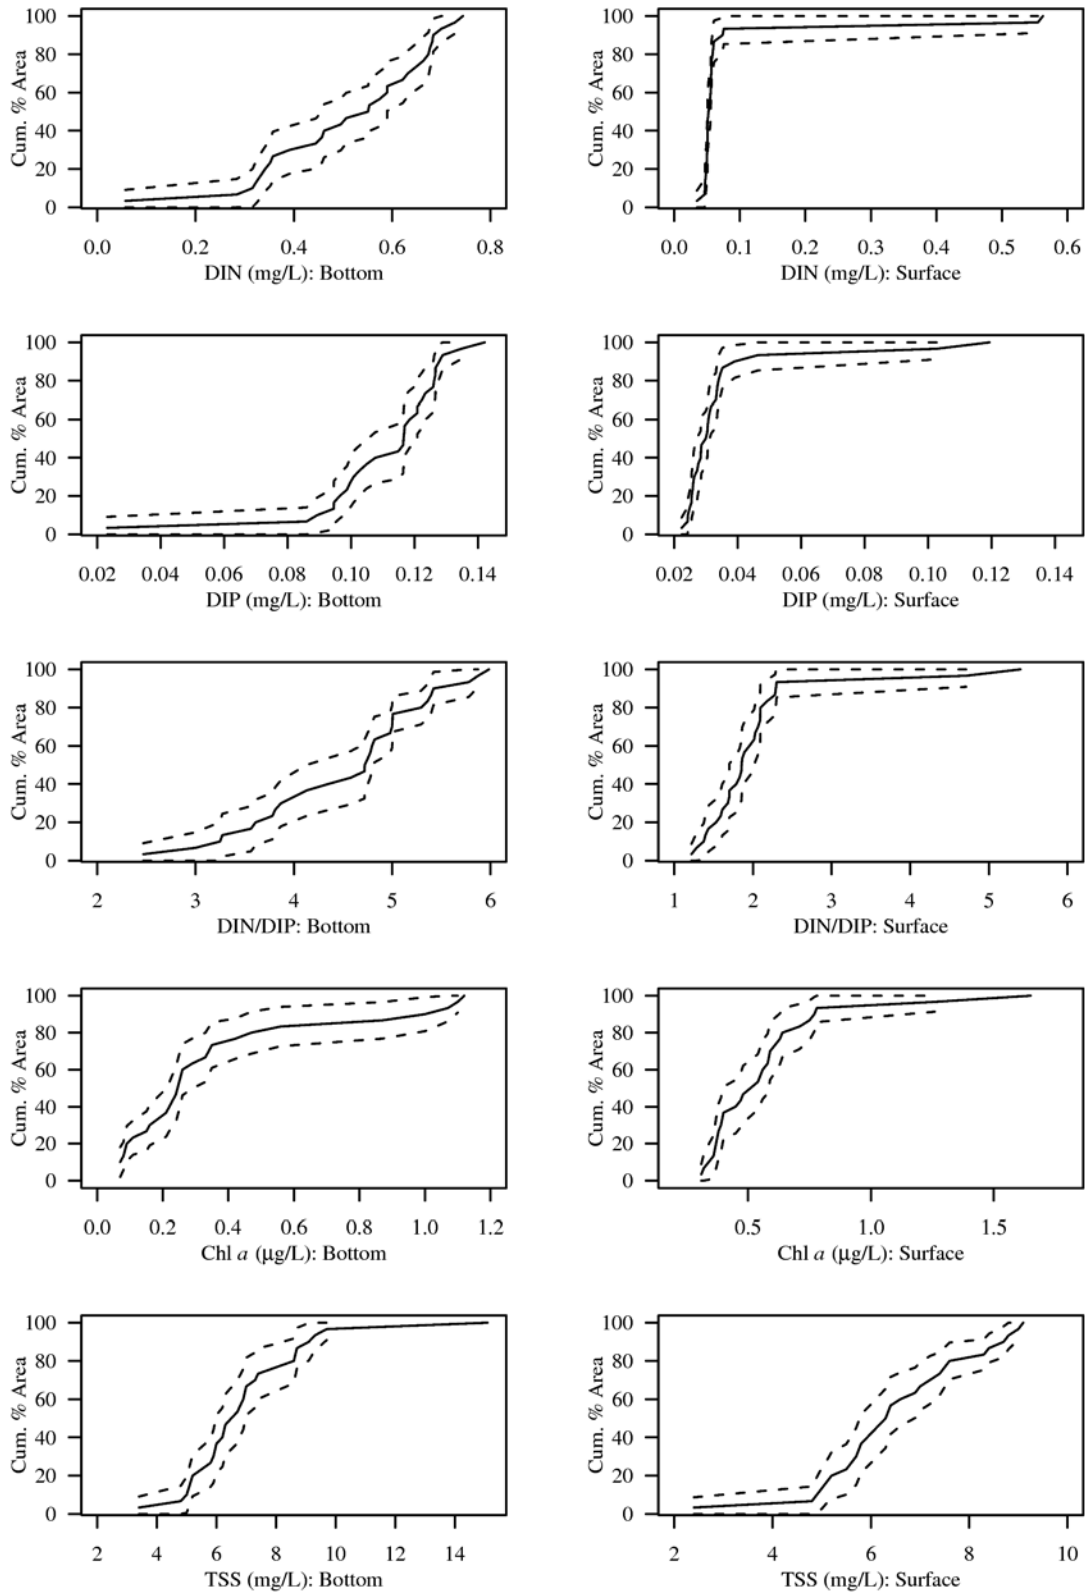 Cum. % Area
100
80
60
40
20
0
0.0 0.2 0.4 0.6 0.8
DIN (mg/L): Bottom
Cum. % Area
100
80
60
40
20
0
0.0 0.1 0.2 0.3 0.4 0.5 0.6
DIN (mg/L): Surface
Cum. % Area
100
80
60
40
20
0
0.02 0.04 0.06 0.08 0.10 0.12 0.14
DIP (mg/L): Bottom
Cum. % Area
100
80
60
40
20
0
0.02 0.04 0.06 0.08 0.10 0.12 0.14
DIP (mg/L): Surface
Cum. % Area
100
80
60
40
20
0
2 3 4 5 6
DIN/DIP: Bottom
Cum. % Area
100
80
60
40
20
0
1 2 3 4 5 6
DIN/DIP: Surface
Cum. % Area
100
80
60
40
20
0
0.0 0.2 0.4 0.6 0.8 1.0 1.2
Chl a (µg/L): Bottom
Cum. % Area
100
80
60
40
20
0
0.5 1.0 1.5
Chl a (µg/L): Surface
Cum. % Area
100
80
60
40
20
0
2 4 6 8 10 12 14
TSS (mg/L): Bottom
Cum. % Area
100
80
60
40
20
0
2 4 6 8 10
TSS (mg/L): Surface